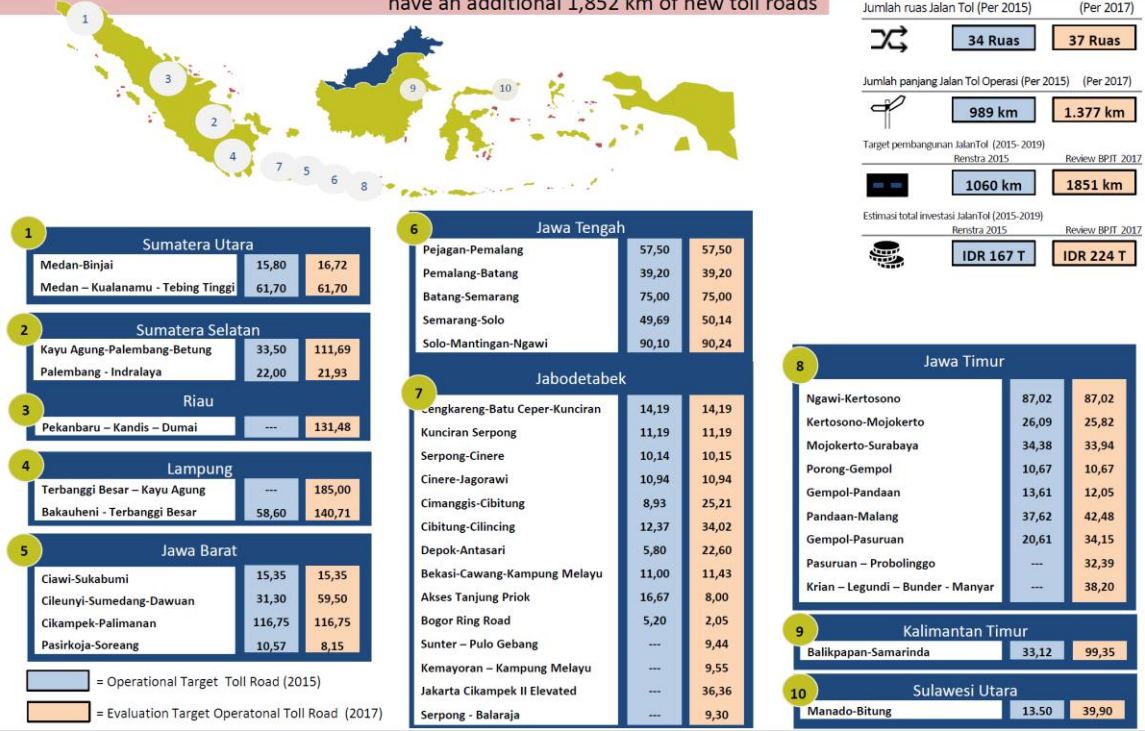 have an additional 1,852 km of new toll roads
1
3
2
4
7
5
6
8
9
10
Jumlah ruas Jalan Tol (Per 2015) (Per 2017)
34 Ruas 37 Ruas
Jumlah panjang Jalan Tol Operasi (Per 2015) (Per 2017)
989 km 1.377 km
Target pembangunan JalanTol (2015-2019)
Renstra 2015 Review BPJT 2017
1060 km 1851 km
Estimasi total investasi JalanTol (2015-2019)
Renstra 2015 Review BPJT 2017
IDR 167 T IDR 224 T
1 Sumatera Utara
Medan-Binjai 15,80 16,72
Medan – Kualanamu - Tebing Tinggi 61,70 61,70
2 Sumatera Selatan
Kayu Agung-Palembang-Betung 33,50 111,69
Palembang - Indralaya 22,00 21,93
3 Riau
Pekanbaru – Kandis – Dumai --- 131,48
4 Lampung
Terbanggi Besar – Kayu Agung --- 185,00
Bakauheni - Terbanggi Besar 58,60 140,71
5 Jawa Barat
Ciawi-Sukabumi 15,35 15,35
Cileunyi-Sumedang-Dawuan 31,30 59,50
Cikampek-Palimanan 116,75 116,75
Pasirkoja-Soreang 10,57 8,15
= Operational Target Toll Road (2015)
= Evaluation Target Operatonal Toll Road (2017)
6 Jawa Tengah
Pejagan-Pemalang 57,50 57,50
Pemalang-Batang 39,20 39,20
Batang-Semarang 75,00 75,00
Semarang-Solo 49,69 50,14
Solo-Mantingan-Ngawi 90,10 90,24
7 Jabodetabek
Cengkareng-Batu Ceper-Kunciran 14,19 14,19
Kunciran Serpong 11,19 11,19
Serpong-Cinere 10,14 10,15
Cinere-Jagorawi 10,94 10,94
Cimanggis-Cibitung 8,93 25,21
Cibitung-Cilincing 12,37 34,02
Depok-Antasari 5,80 22,60
Bekasi-Cawang-Kampung Melayu 11,00 11,43
Akses Tanjung Priok 16,67 8,00
Bogor Ring Road 5,20 2,05
Sunter – Pulo Gebang --- 9,44
Kemayoran – Kampung Melayu --- 9,55
Jakarta Cikampek II Elevated --- 36,36
Serpong - Balaraja --- 9,30
8 Jawa Timur
Ngawi-Kertosono 87,02 87,02
Kertosono-Mojokerto 26,09 25,82
Mojokerto-Surabaya 34,38 33,94
Porong-Gempol 10,67 10,67
Gempol-Pandaan 13,61 12,05
Pandaan-Malang 37,62 42,48
Gempol-Pasuruan 20,61 34,15
Pasuruan – Probolinggo --- 32,39
Krian – Legundi – Bunder - Manyar --- 38,20
9 Kalimantan Timur
Balikpapan-Samarinda 33,12 99,35
10 Sulawesi Utara
Manado-Bitung 13.50 39,90